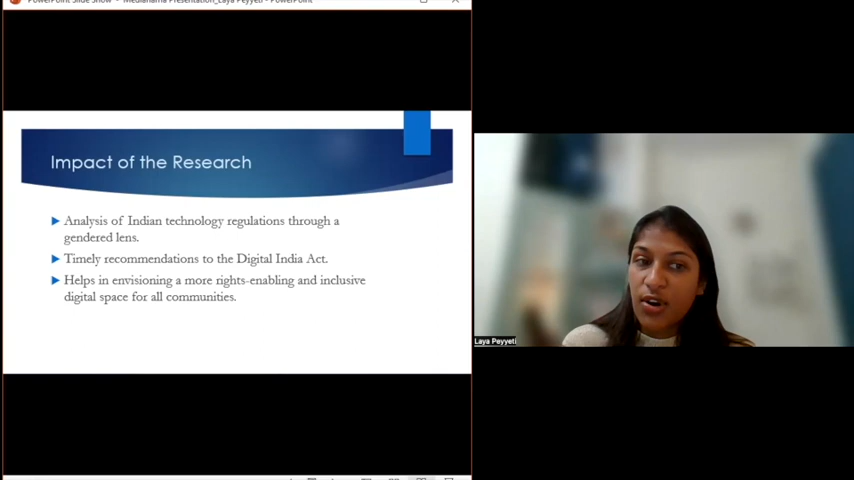 PowerPoint Slide Show - Medianama Presentation_Laya Peyyeti - PowerPoint
Impact of the Research
Analysis of Indian technology regulations through a
gendered lens.
Timely recommendations to the Digital India Act.
Helps in envisioning a more rights-enabling and inclusive
digital space for all communities.
Laya Peyyeti